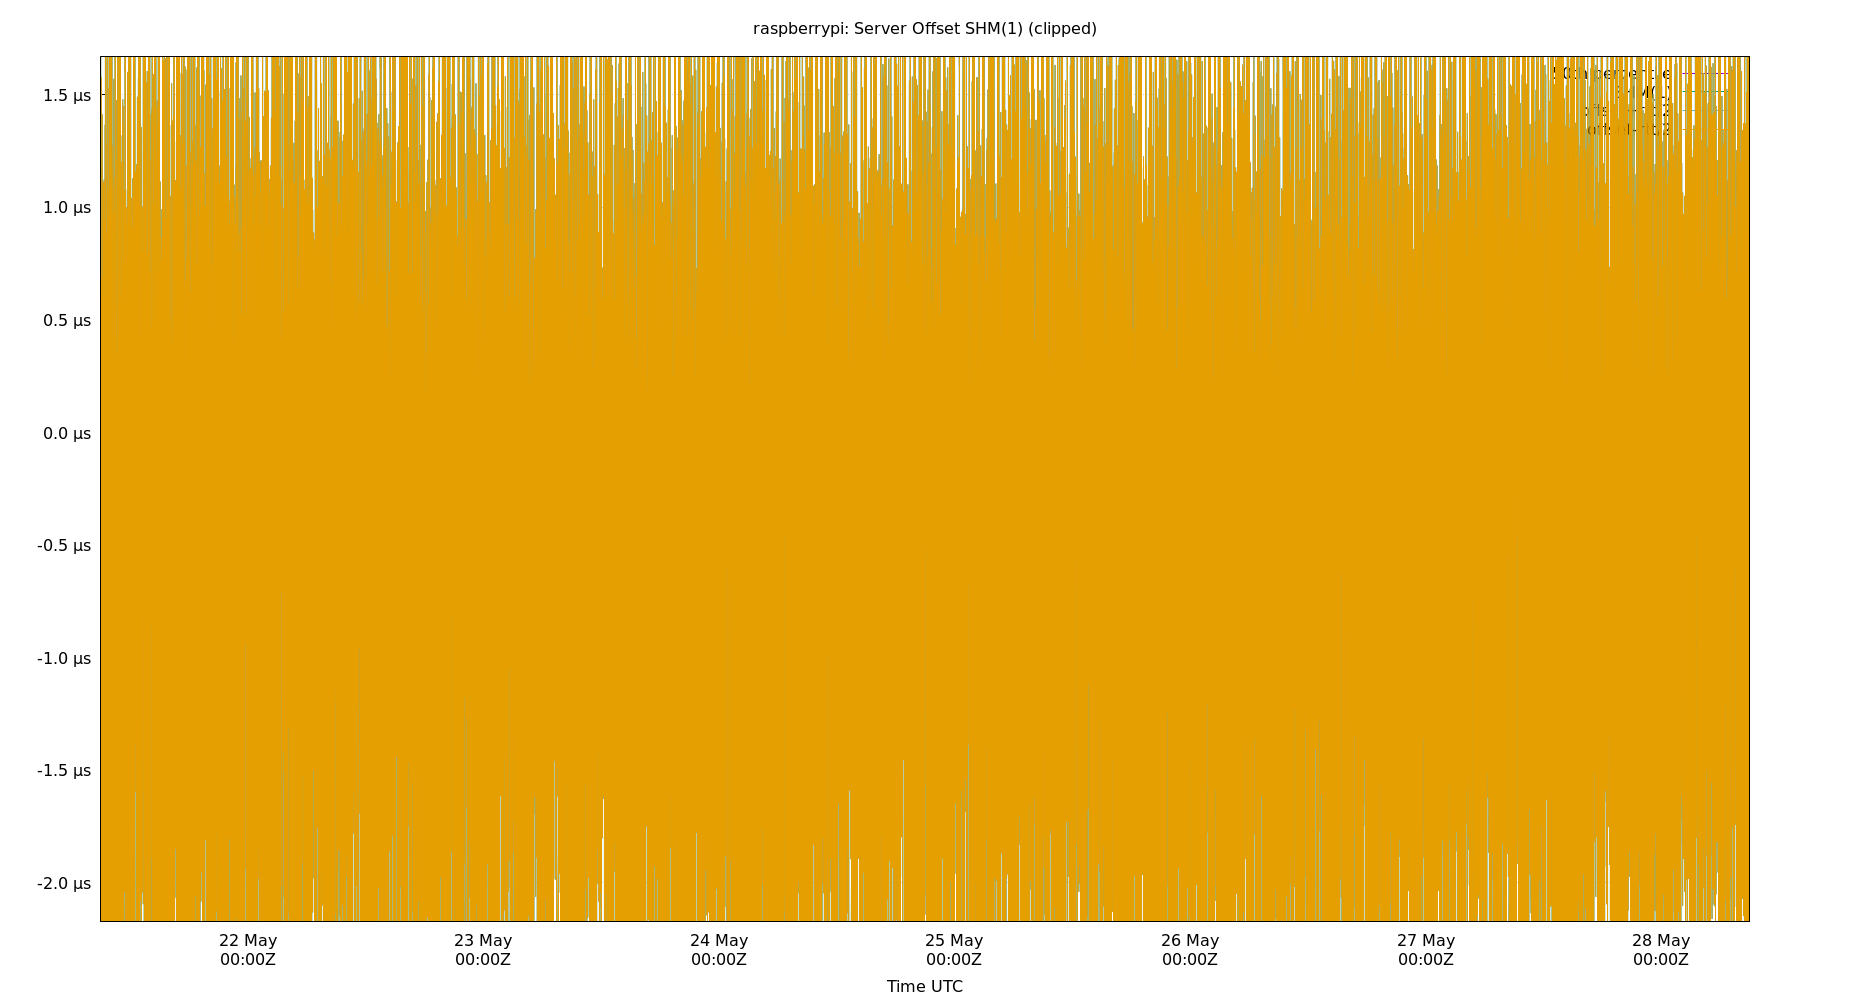 raspberrypi: Server Offset SHM(1) (clipped)
1.5 µs
1.0 µs
0.5 µs
0.0 µs
-0.5 µs
-1.0 µs
-1.5 µs
-2.0 µs
22 May
00:00Z
23 May
00:00Z
24 May
00:00Z
25 May
00:00Z
26 May
00:00Z
27 May
00:00Z
28 May
00:00Z
Time UTC